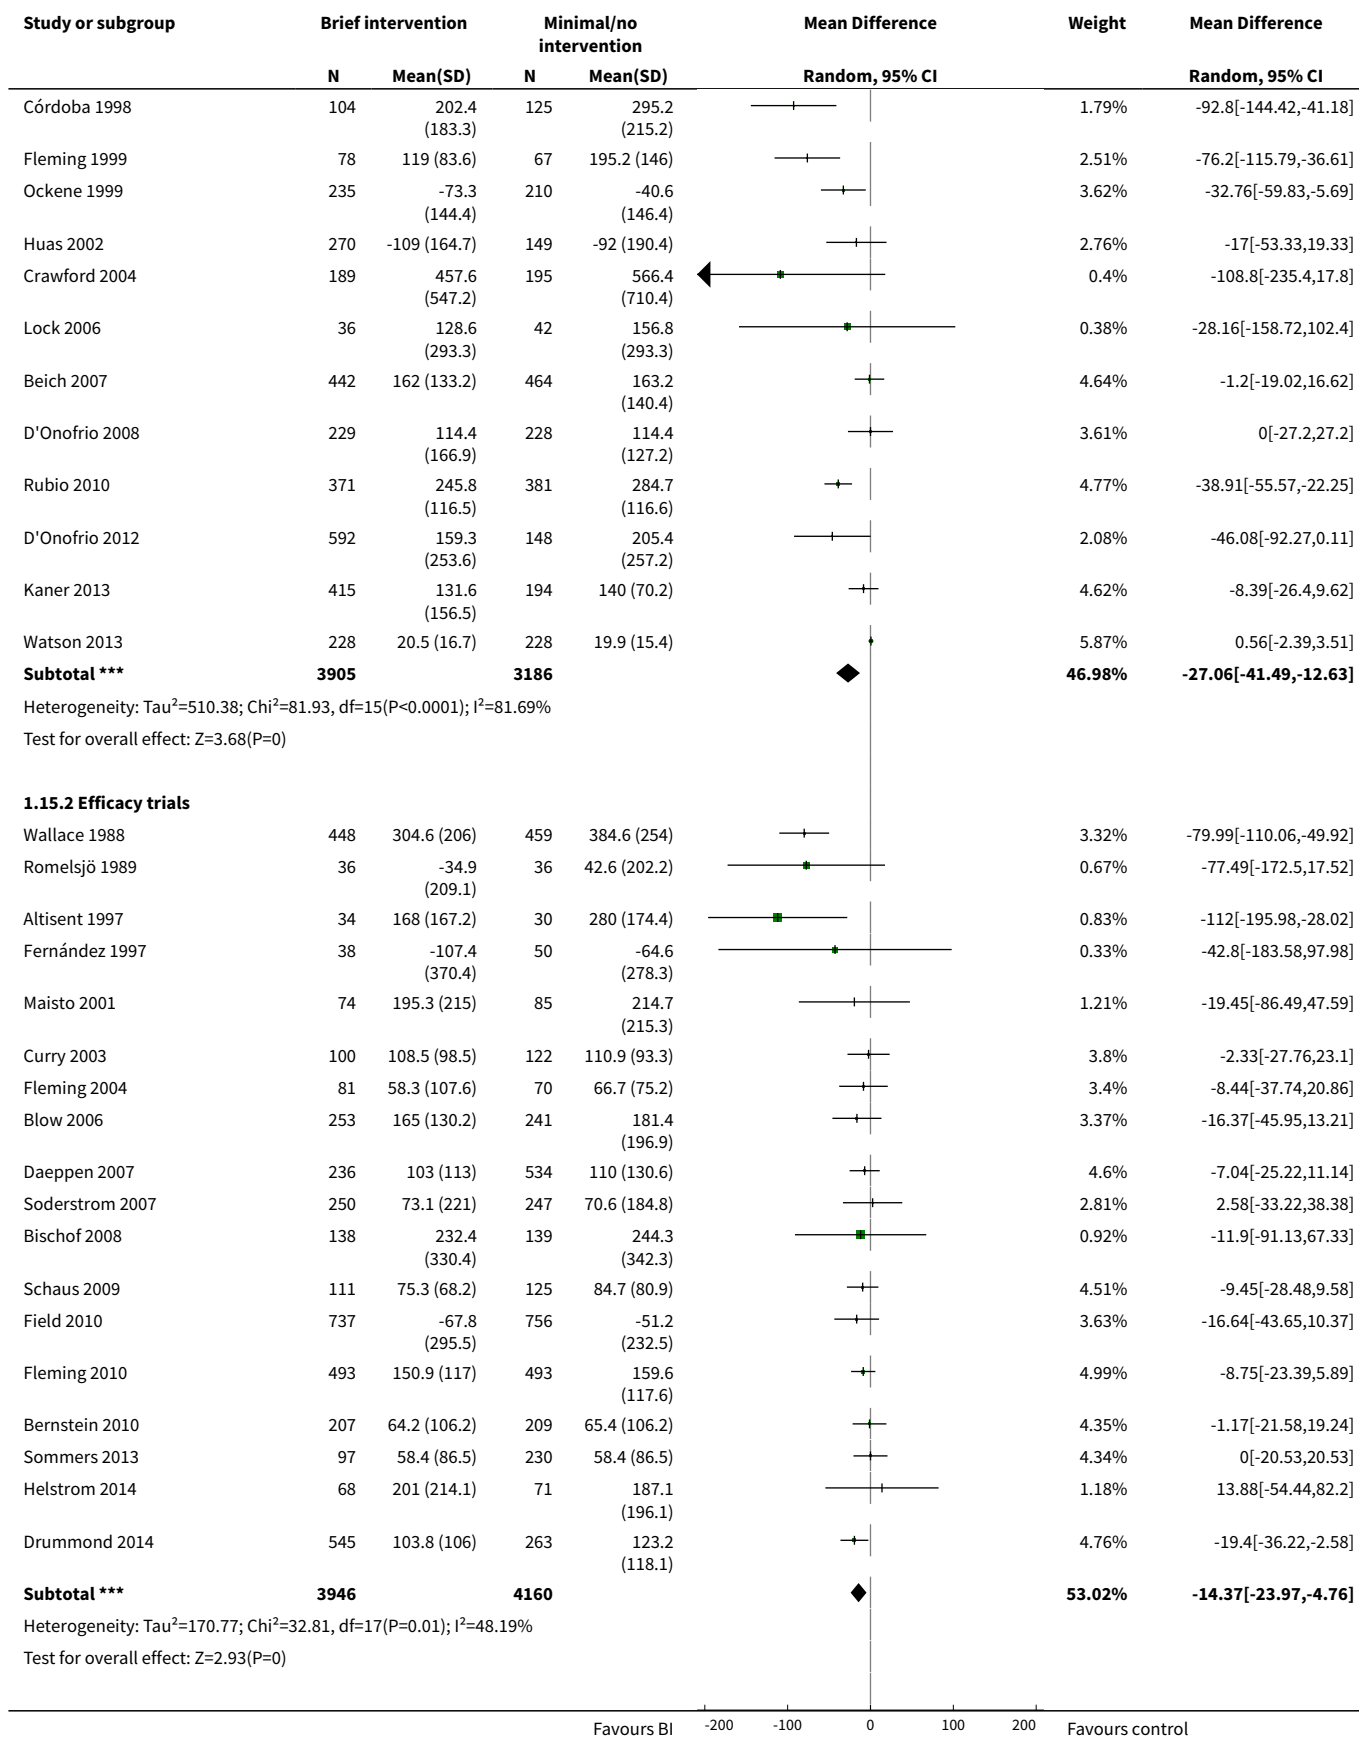 Study or subgroup Brief intervention Minimal/no Mean Difference Weight Mean Difference
intervention
N Mean(SD) N Mean(SD) Random, 95% CI Random, 95% CI
Córdoba 1998 104 202.4 125 295.2 1.79% -92.8[-144.42,-41.18]
(183.3) (215.2)
Fleming 1999 78 119 (83.6) 67 195.2 (146) 2.51% -76.2[-115.79,-36.61]
Ockene 1999 235 -73.3 210 -40.6 3.62% -32.76[-59.83,-5.69]
(144.4) (146.4)
Huas 2002 270 -109 (164.7) 149 -92 (190.4) 2.76% -17[-53.33,19.33]
Crawford 2004 189 457.6 195 566.4 0.4% -108.8[-235.4,17.8]
(547.2) (710.4)
Lock 2006 36 128.6 42 156.8 0.38% -28.16[-158.72,102.4]
(293.3) (293.3)
Beich 2007 442 162 (133.2) 464 163.2 4.64% -1.2[-19.02,16.62]
(140.4)
D'Onofrio 2008 229 114.4 228 114.4 3.61% 0[-27.2,27.2]
(166.9) (127.2)
Rubio 2010 371 245.8 381 284.7 4.77% -38.91[-55.57,-22.25]
(116.5) (116.6)
D'Onofrio 2012 592 159.3 148 205.4 2.08% -46.08[-92.27,0.11]
(253.6) (257.2)
Kaner 2013 415 131.6 194 140 (70.2) 4.62% -8.39[-26.4,9.62]
(156.5)
Watson 2013 228 20.5 (16.7) 228 19.9 (15.4) 5.87% 0.56[-2.39,3.51]
Subtotal *** 3905 3186 46.98% -27.06[-41.49,-12.63]
Heterogeneity: Tau²=510.38; Chi²=81.93, df=15(P<0.0001); I²=81.69%
Test for overall effect: Z=3.68(P=0)
1.15.2 Efficacy trials
Wallace 1988 448 304.6 (206) 459 384.6 (254) 3.32% -79.99[-110.06,-49.92]
Romelsjö 1989 36 -34.9 36 42.6 (202.2) 0.67% -77.49[-172.5,17.52]
(209.1)
Altisent 1997 34 168 (167.2) 30 280 (174.4) 0.83% -112[-195.98,-28.02]
Fernández 1997 38 -107.4 50 -64.6 0.33% -42.8[-183.58,97.98]
(370.4) (278.3)
Maisto 2001 74 195.3 (215) 85 214.7 1.21% -19.45[-86.49,47.59]
(215.3)
Curry 2003 100 108.5 (98.5) 122 110.9 (93.3) 3.8% -2.33[-27.76,23.1]
Fleming 2004 81 58.3 (107.6) 70 66.7 (75.2) 3.4% -8.44[-37.74,20.86]
Blow 2006 253 165 (130.2) 241 181.4 3.37% -16.37[-45.95,13.21]
(196.9)
Daeppen 2007 236 103 (113) 534 110 (130.6) 4.6% -7.04[-25.22,11.14]
Soderstrom 2007 250 73.1 (221) 247 70.6 (184.8) 2.81% 2.58[-33.22,38.38]
Bischof 2008 138 232.4 139 244.3 0.92% -11.9[-91.13,67.33]
(330.4) (342.3)
Schaus 2009 111 75.3 (68.2) 125 84.7 (80.9) 4.51% -9.45[-28.48,9.58]
Field 2010 737 -67.8 756 -51.2 3.63% -16.64[-43.65,10.37]
(295.5) (232.5)
Fleming 2010 493 150.9 (117) 493 159.6 4.99% -8.75[-23.39,5.89]
(117.6)
Bernstein 2010 207 64.2 (106.2) 209 65.4 (106.2) 4.35% -1.17[-21.58,19.24]
Sommers 2013 97 58.4 (86.5) 230 58.4 (86.5) 4.34% 0[-20.53,20.53]
Helstrom 2014 68 201 (214.1) 71 187.1 1.18% 13.88[-54.44,82.2]
(196.1)
Drummond 2014 545 103.8 (106) 263 123.2 4.76% -19.4[-36.22,-2.58]
(118.1)
Subtotal *** 3946 4160 53.02% -14.37[-23.97,-4.76]
Heterogeneity: Tau²=170.77; Chi²=32.81, df=17(P=0.01); I²=48.19%
Test for overall effect: Z=2.93(P=0)
Favours BI -200 -100 0 100 200 Favours control